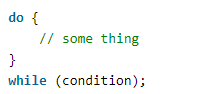 do {
    // some thing
}
while (condition);